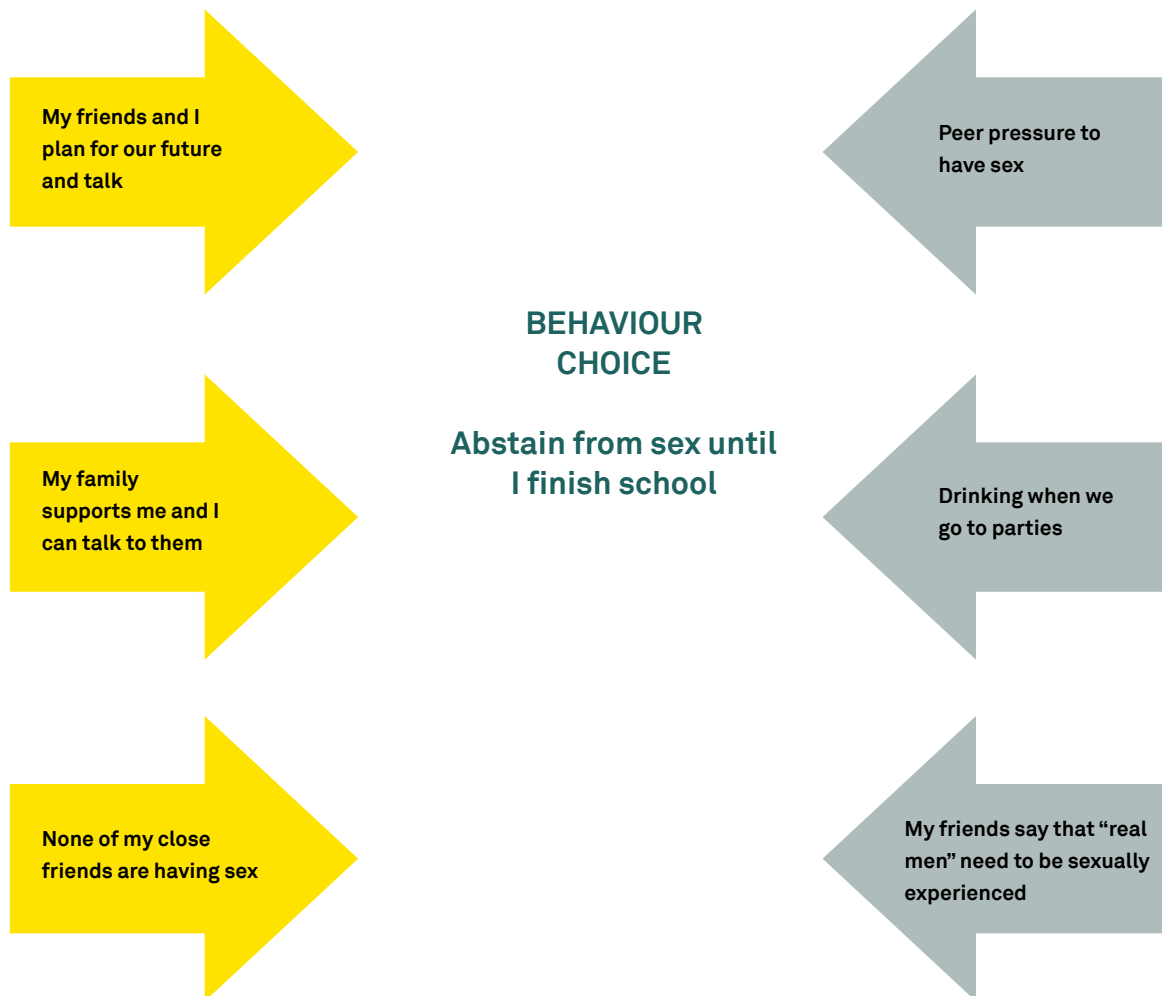 My friends and I
plan for our future
and talk
Peer pressure to
have sex
BEHAVIOUR
CHOICE
Abstain from sex until
I finish school
My family
supports me and I
can talk to them
Drinking when we
go to parties
None of my close
friends are having sex
My friends say that “real
men” need to be sexually
experienced